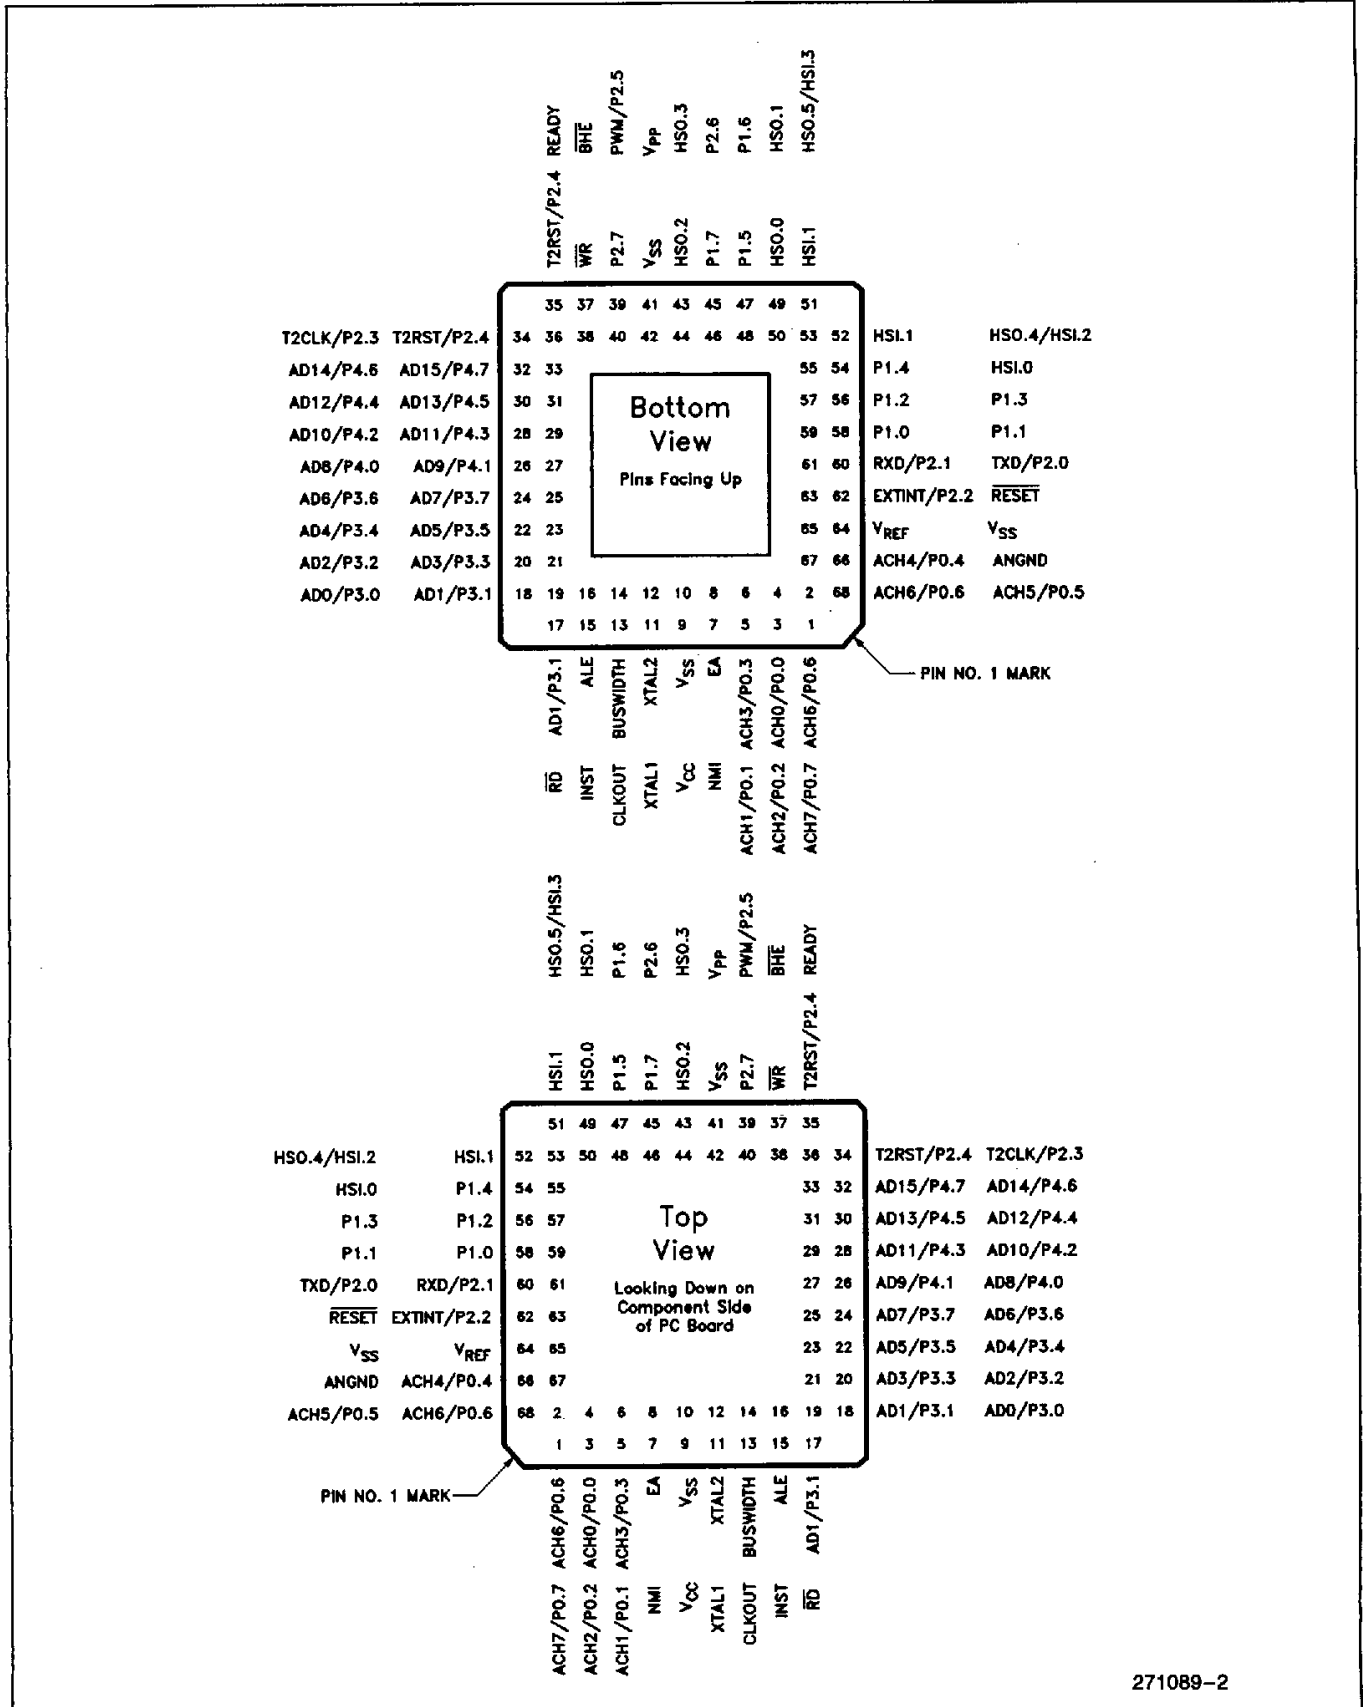 READY BHE PWM/P2.5 VPP HSO.3 P2.6 P1.6 HSO.1 HSO.5/HSI.3
T2RST/P2.4 WR P2.7 VSS HSO.2 P1.7 P1.5 HSO.0 HSI.1
35 37 39 41 43 45 47 49 51
T2CLK/P2.3 T2RST/P2.4 34 36 38 40 42 44 46 48 50 53 52 HSI.1 HSO.4/HSI.2
AD14/P4.6 AD15/P4.7 32 33 55 54 P1.4 HSI.0
AD12/P4.4 AD13/P4.5 30 31 57 56 P1.2 P1.3
Bottom
AD10/P4.2 AD11/P4.3 28 29 59 58 P1.0 P1.1
View
AD8/P4.0 AD9/P4.1 26 27 61 60 RXD/P2.1 TXD/P2.0
Pins Facing Up
AD6/P3.6 AD7/P3.7 24 25 63 62 EXTINT/P2.2 RESET
AD4/P3.4 AD5/P3.5 22 23 65 64 VREF VSS
AD2/P3.2 AD3/P3.3 20 21 67 66 ACH4/P0.4 ANGND
AD0/P3.0 AD1/P3.1 18 19 16 14 12 10 8 6 4 2 68 ACH6/P0.6 ACH5/P0.5
17 15 13 11 9 7 5 3 1
PIN NO. 1 MARK
AD1/P3.1 ALE BUSWIDTH XTAL2 VSS EA ACH3/P0.3 ACH0/P0.0 ACH6/P0.6
RD INST CLKOUT XTAL1 VCC NMI ACH1/P0.1 ACH2/P0.2 ACH7/P0.7
HSO.5/HSI.3 HSO.1 P1.6 P2.6 HSO.3 VPP PWM/P2.5 BHE READY
HSI.1 HSO.0 P1.5 P1.7 HSO.2 VSS P2.7 WR T2RST/P2.4
51 49 47 45 43 41 39 37 35
HSO.4/HSI.2 HSI.1 52 53 50 48 46 44 42 40 38 36 34 T2RST/P2.4 T2CLK/P2.3
HSI.0 P1.4 54 55 33 32 AD15/P4.7 AD14/P4.6
P1.3 P1.2 56 57 31 30 AD13/P4.5 AD12/P4.4
Top
P1.1 P1.0 58 59 29 28 AD11/P4.3 AD10/P4.2
View
TXD/P2.0 RXD/P2.1 60 61 27 26 AD9/P4.1 AD8/P4.0
Looking Down on
Component Side
RESET EXTINT/P2.2 62 63 25 24 AD7/P3.7 AD6/P3.6
of PC Board
VSS VREF 64 65 23 22 AD5/P3.5 AD4/P3.4
ANGND ACH4/P0.4 66 67 21 20 AD3/P3.3 AD2/P3.2
ACH5/P0.5 ACH6/P0.6 68 2 4 6 8 10 12 14 16 19 18 AD1/P3.1 AD0/P3.0
1 3 5 7 9 11 13 15 17
PIN NO. 1 MARK
ACH6/P0.6 ACH0/P0.0 ACH3/P0.3 EA VSS XTAL2 BUSWIDTH ALE AD1/P3.1
ACH7/P0.7 ACH2/P0.2 ACH1/P0.1 NMI VCC XTAL1 CLKOUT INST RD
271089-2